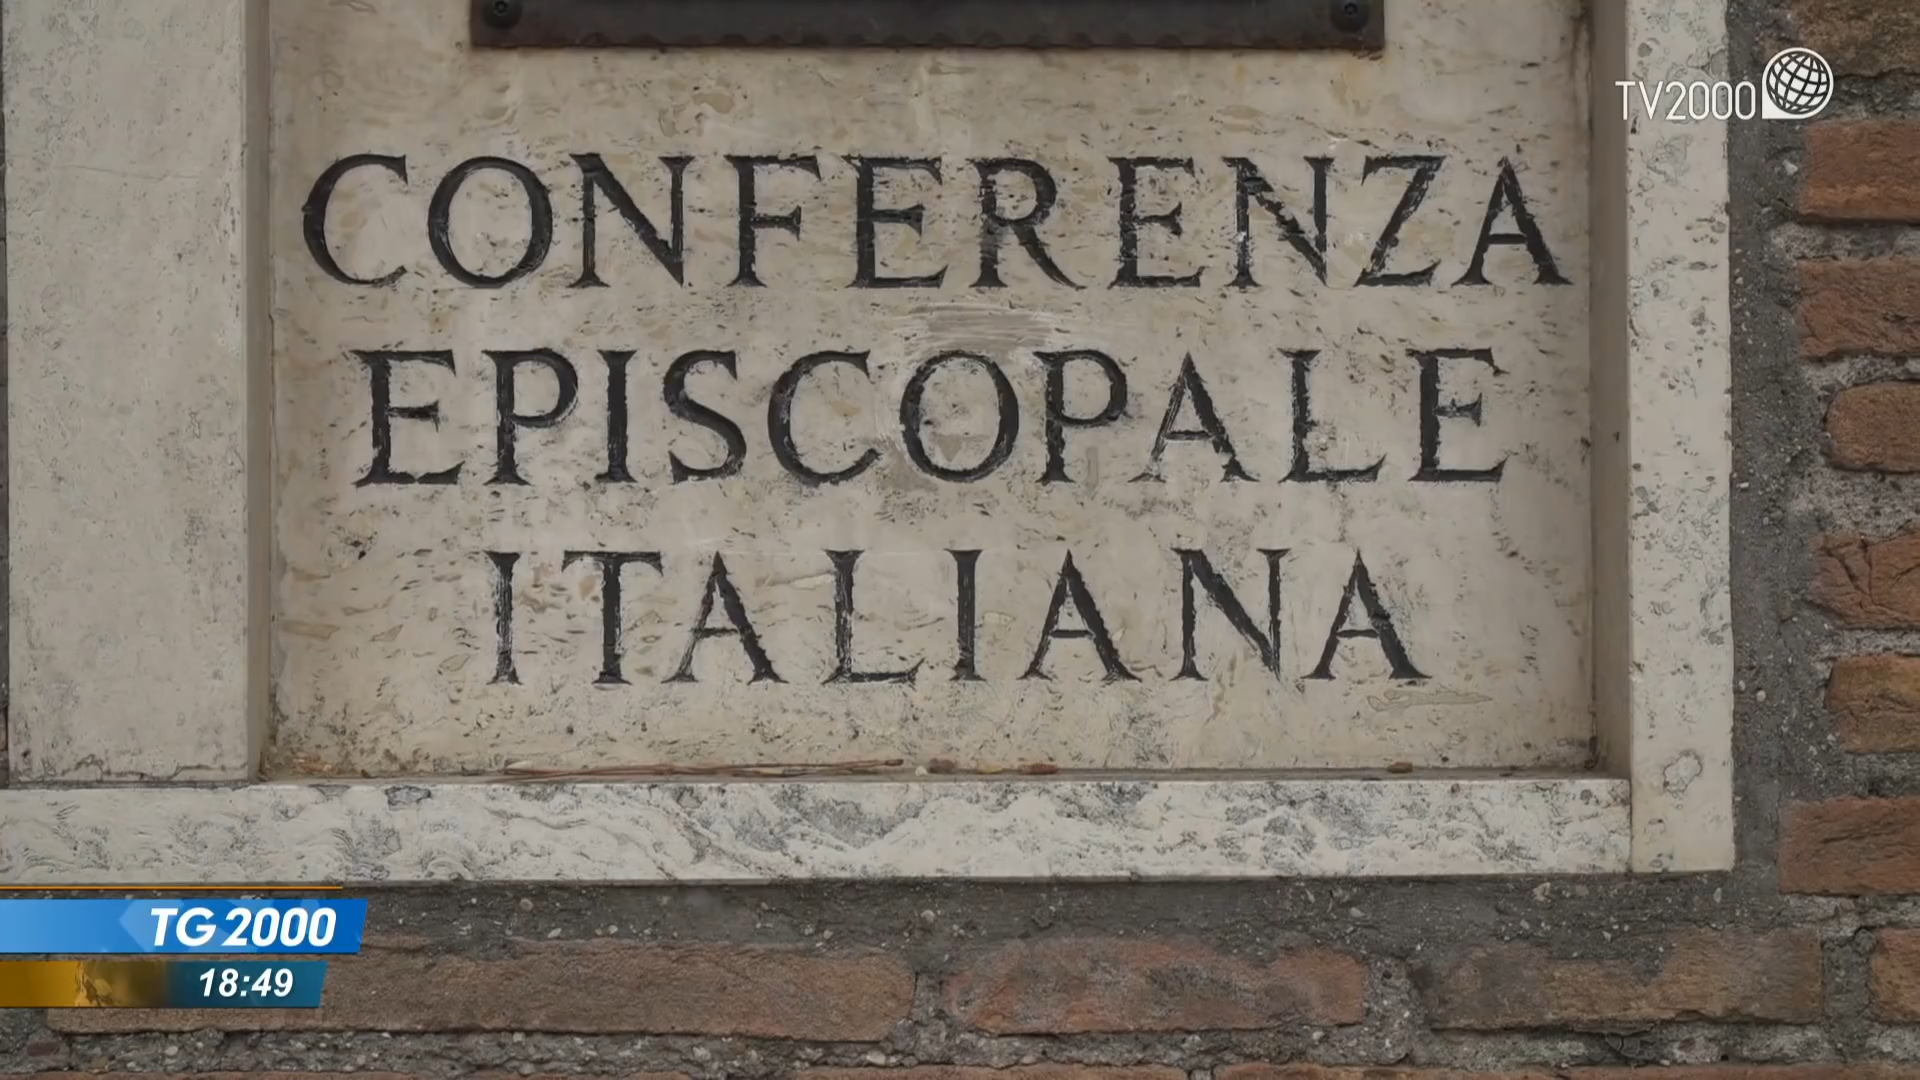 TV2000
CONFERENZA
EPISCOPALE
ITALIANA
TG 2000
18:49